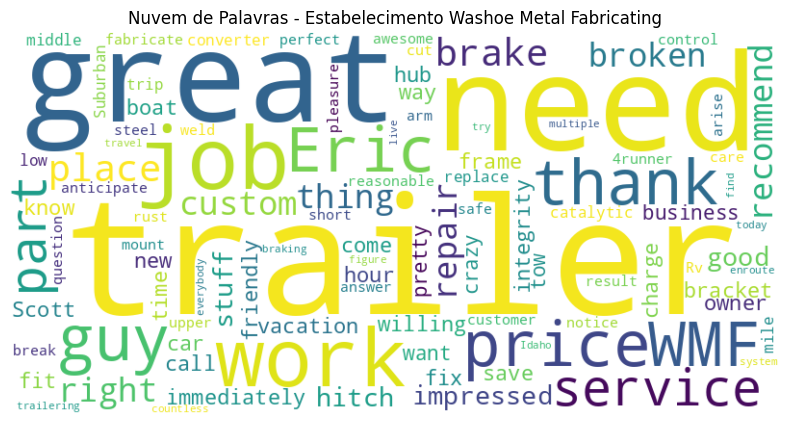 Nuvem de Palavras - Estabelecimento Washoe Metal Fabricating
middle fabricate converter perfect awesome cut control
great need brake broken recommend
Suburban trip boat pleasure hub way arm arise
steel weld live try multiple
low travel job Eric frame 4runner care
place thing reasonable replace thank find
part anticipate custom short safe catalytic business
know question rust mount pretty repair crazy integrity tow today
trailer
new time stuff friendly everybody braking figure come hour answer result charge Rv good enroute
Scott upper vacation willing customer notice bracket owner mile
guy car call work want fix price WMF Idaho system
break fit right immediately hitch impressed save service
trailering countless